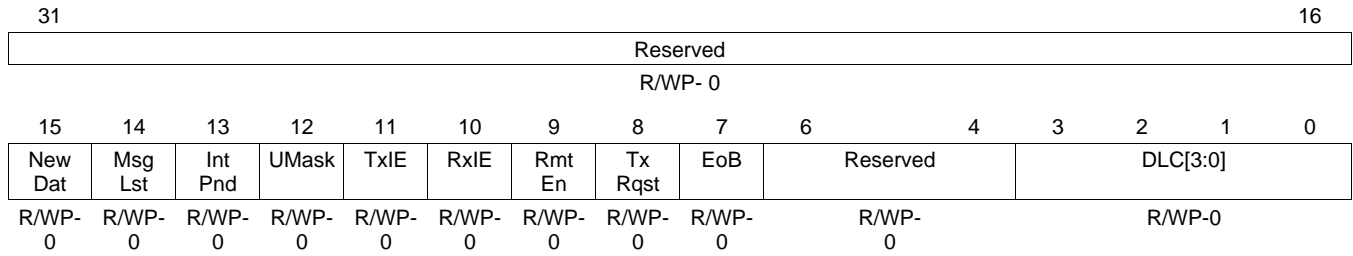 31 16
Reserved
R/WP- 0
15 14 13 12 11 10 9 8 7 6 4 3 2 1 0
New Msg Int UMask TxIE RxIE Rmt Tx EoB Reserved DLC[3:0]
Dat Lst Pnd En Rqst
R/WP- R/WP- R/WP- R/WP- R/WP- R/WP- R/WP- R/WP- R/WP- R/WP- R/WP-0
0 0 0 0 0 0 0 0 0 0